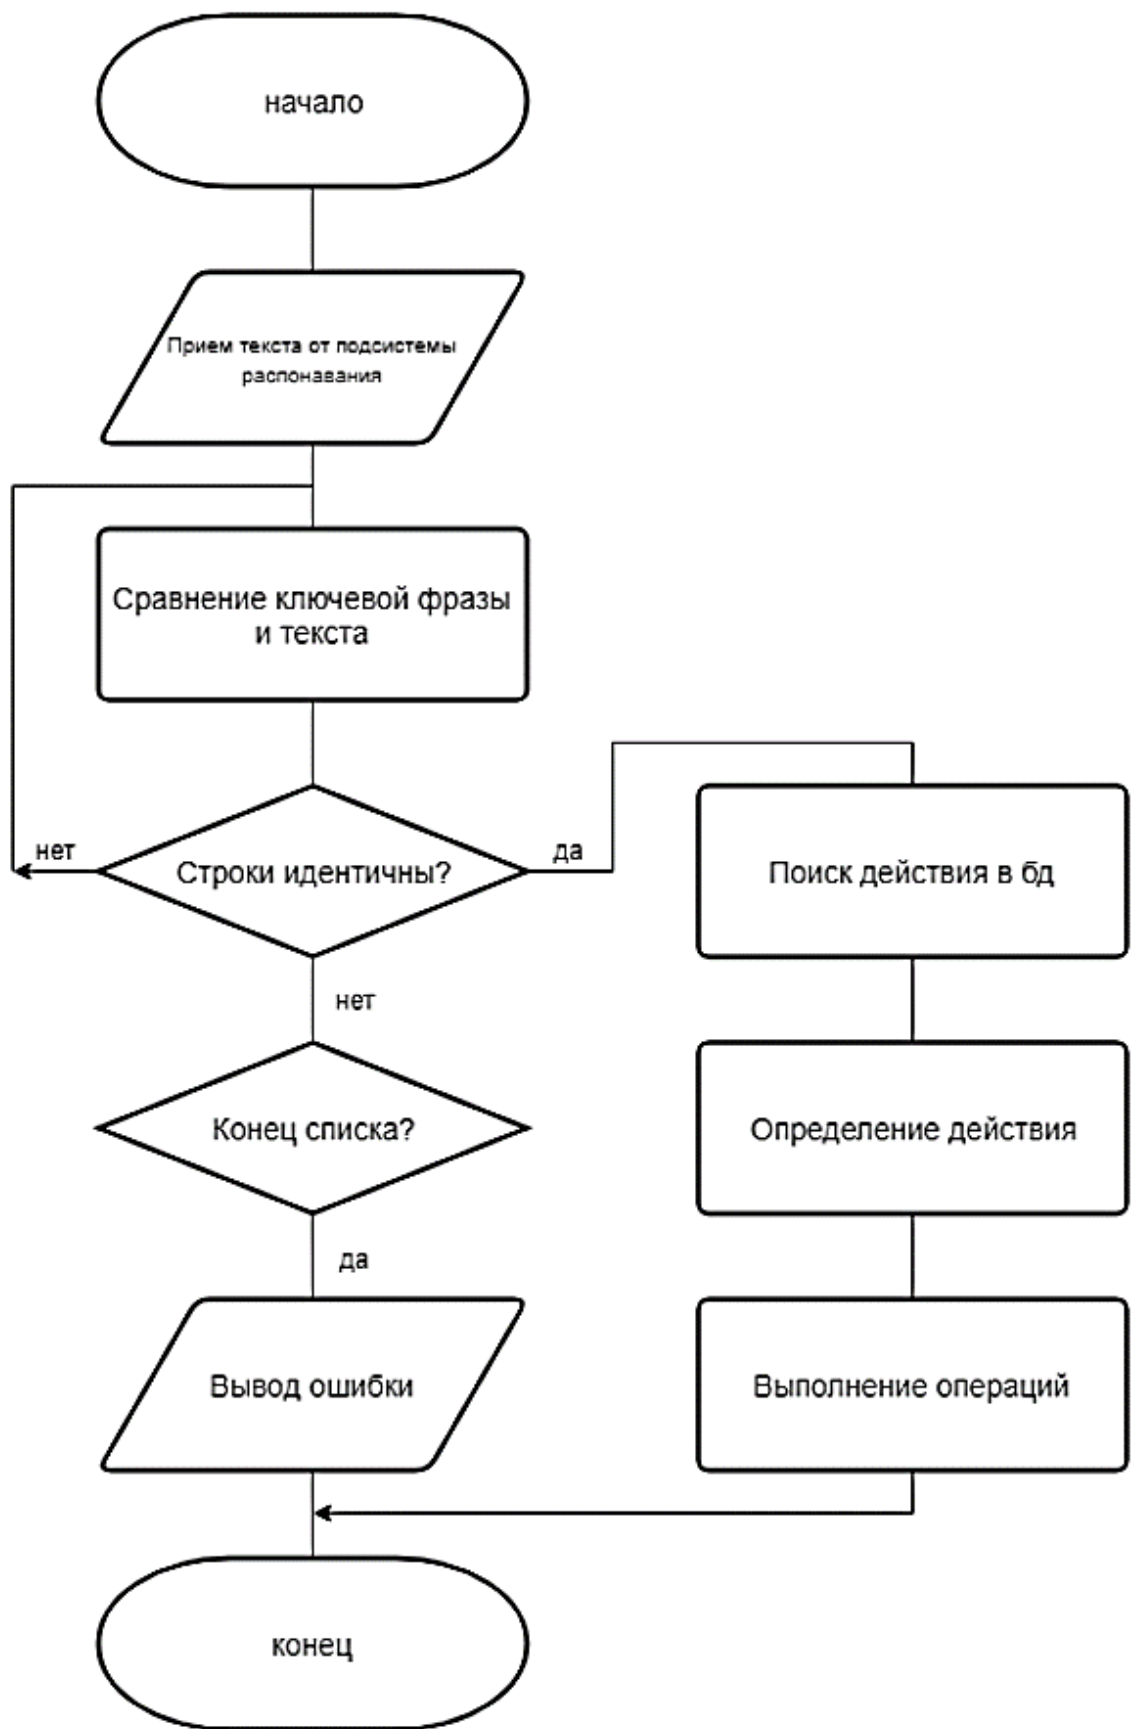 начало
Прием текста от подсистемы
распонавания
Сравнение ключевой фразы
и текста
нет
Строки идентичны?
да
Поиск действия в бд
нет
Конец списка?
Определение действия
да
Вывод ошибки
Выполнение операций
конец